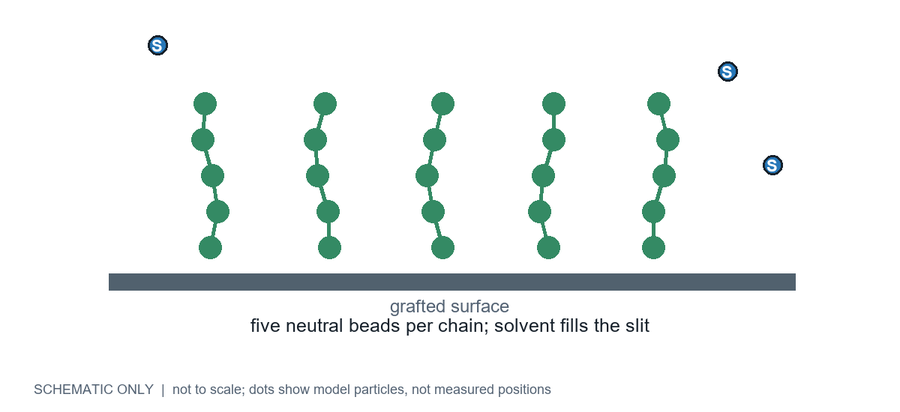 S
S
S
grafted surface
five neutral beads per chain; solvent fills the slit
SCHEMATIC ONLY | not to scale; dots show model particles, not measured positions